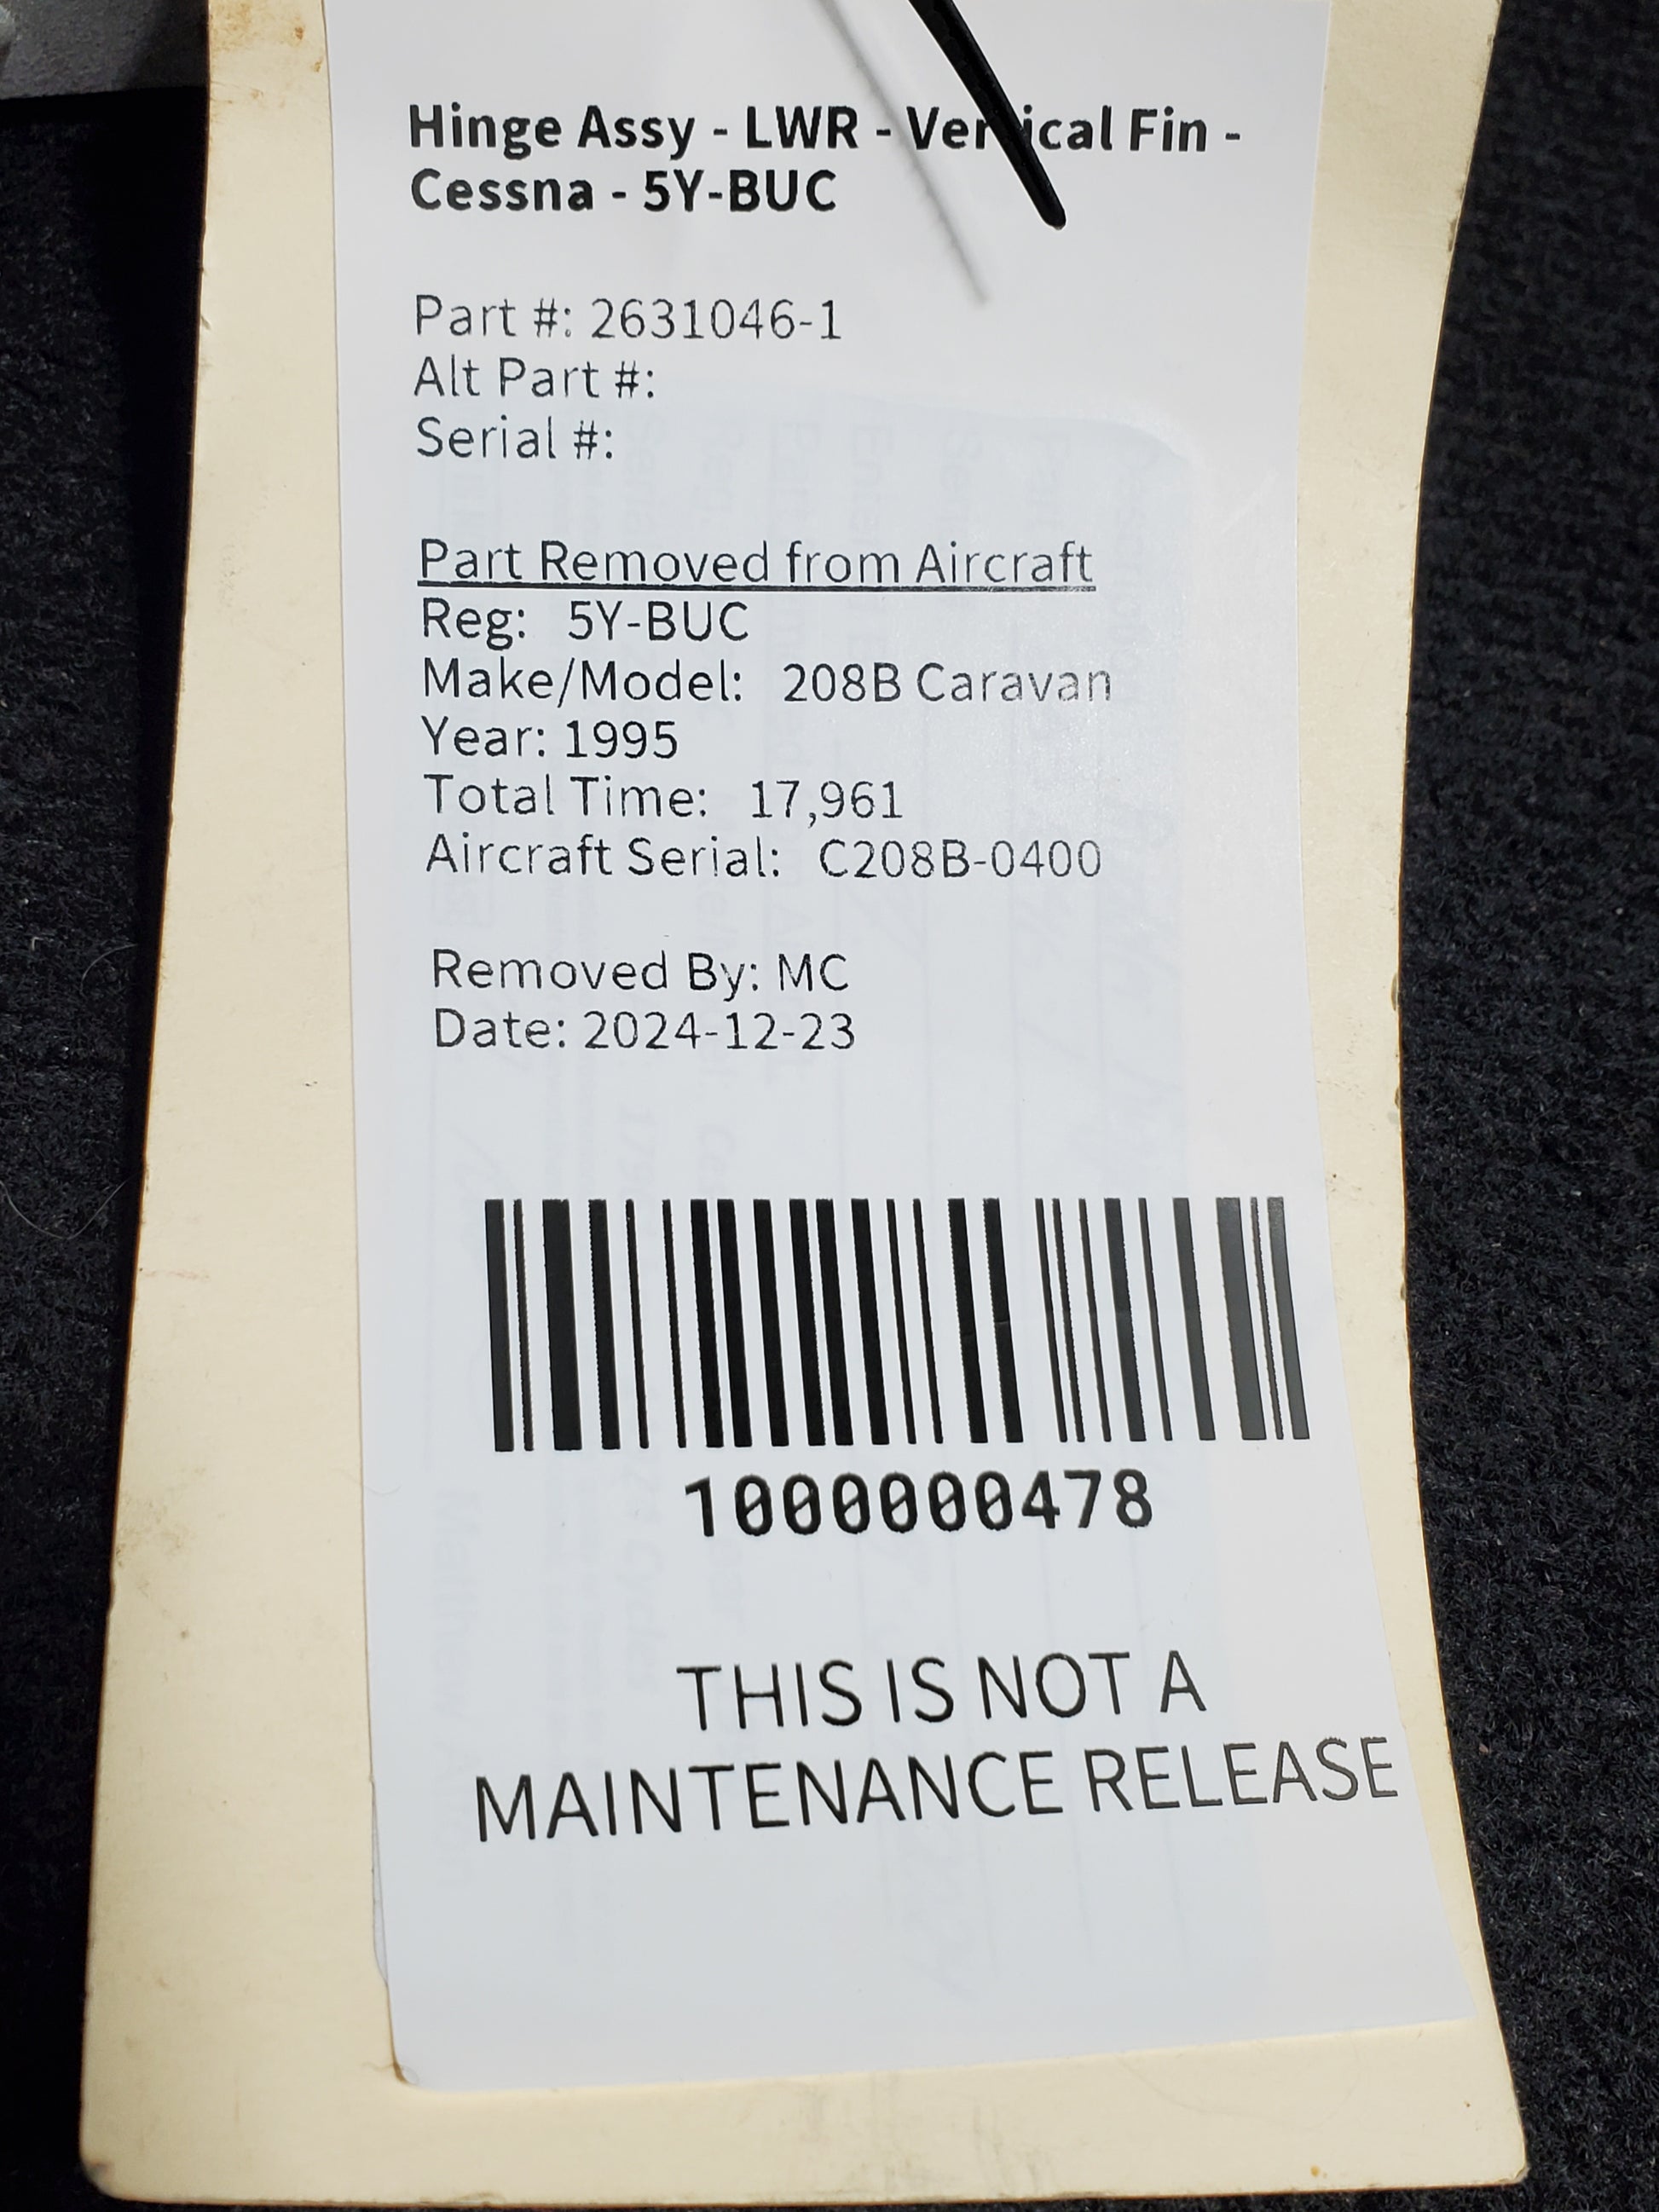 Hinge Assy - LWR - Vertical Fin -
Cessna - 5Y-BUC
Part #: 2631046-1
Alt Part #:
Serial #:
Part Removed from Aircraft
Reg: 5Y-BUC
Make/Model: 208B Caravan
Year: 1995
Total Time: 17,961
Aircraft Serial: C208B-0400
Removed By: MC
Date: 2024-12-23
1000000478
THIS IS NOT A
MAINTENANCE RELEASE